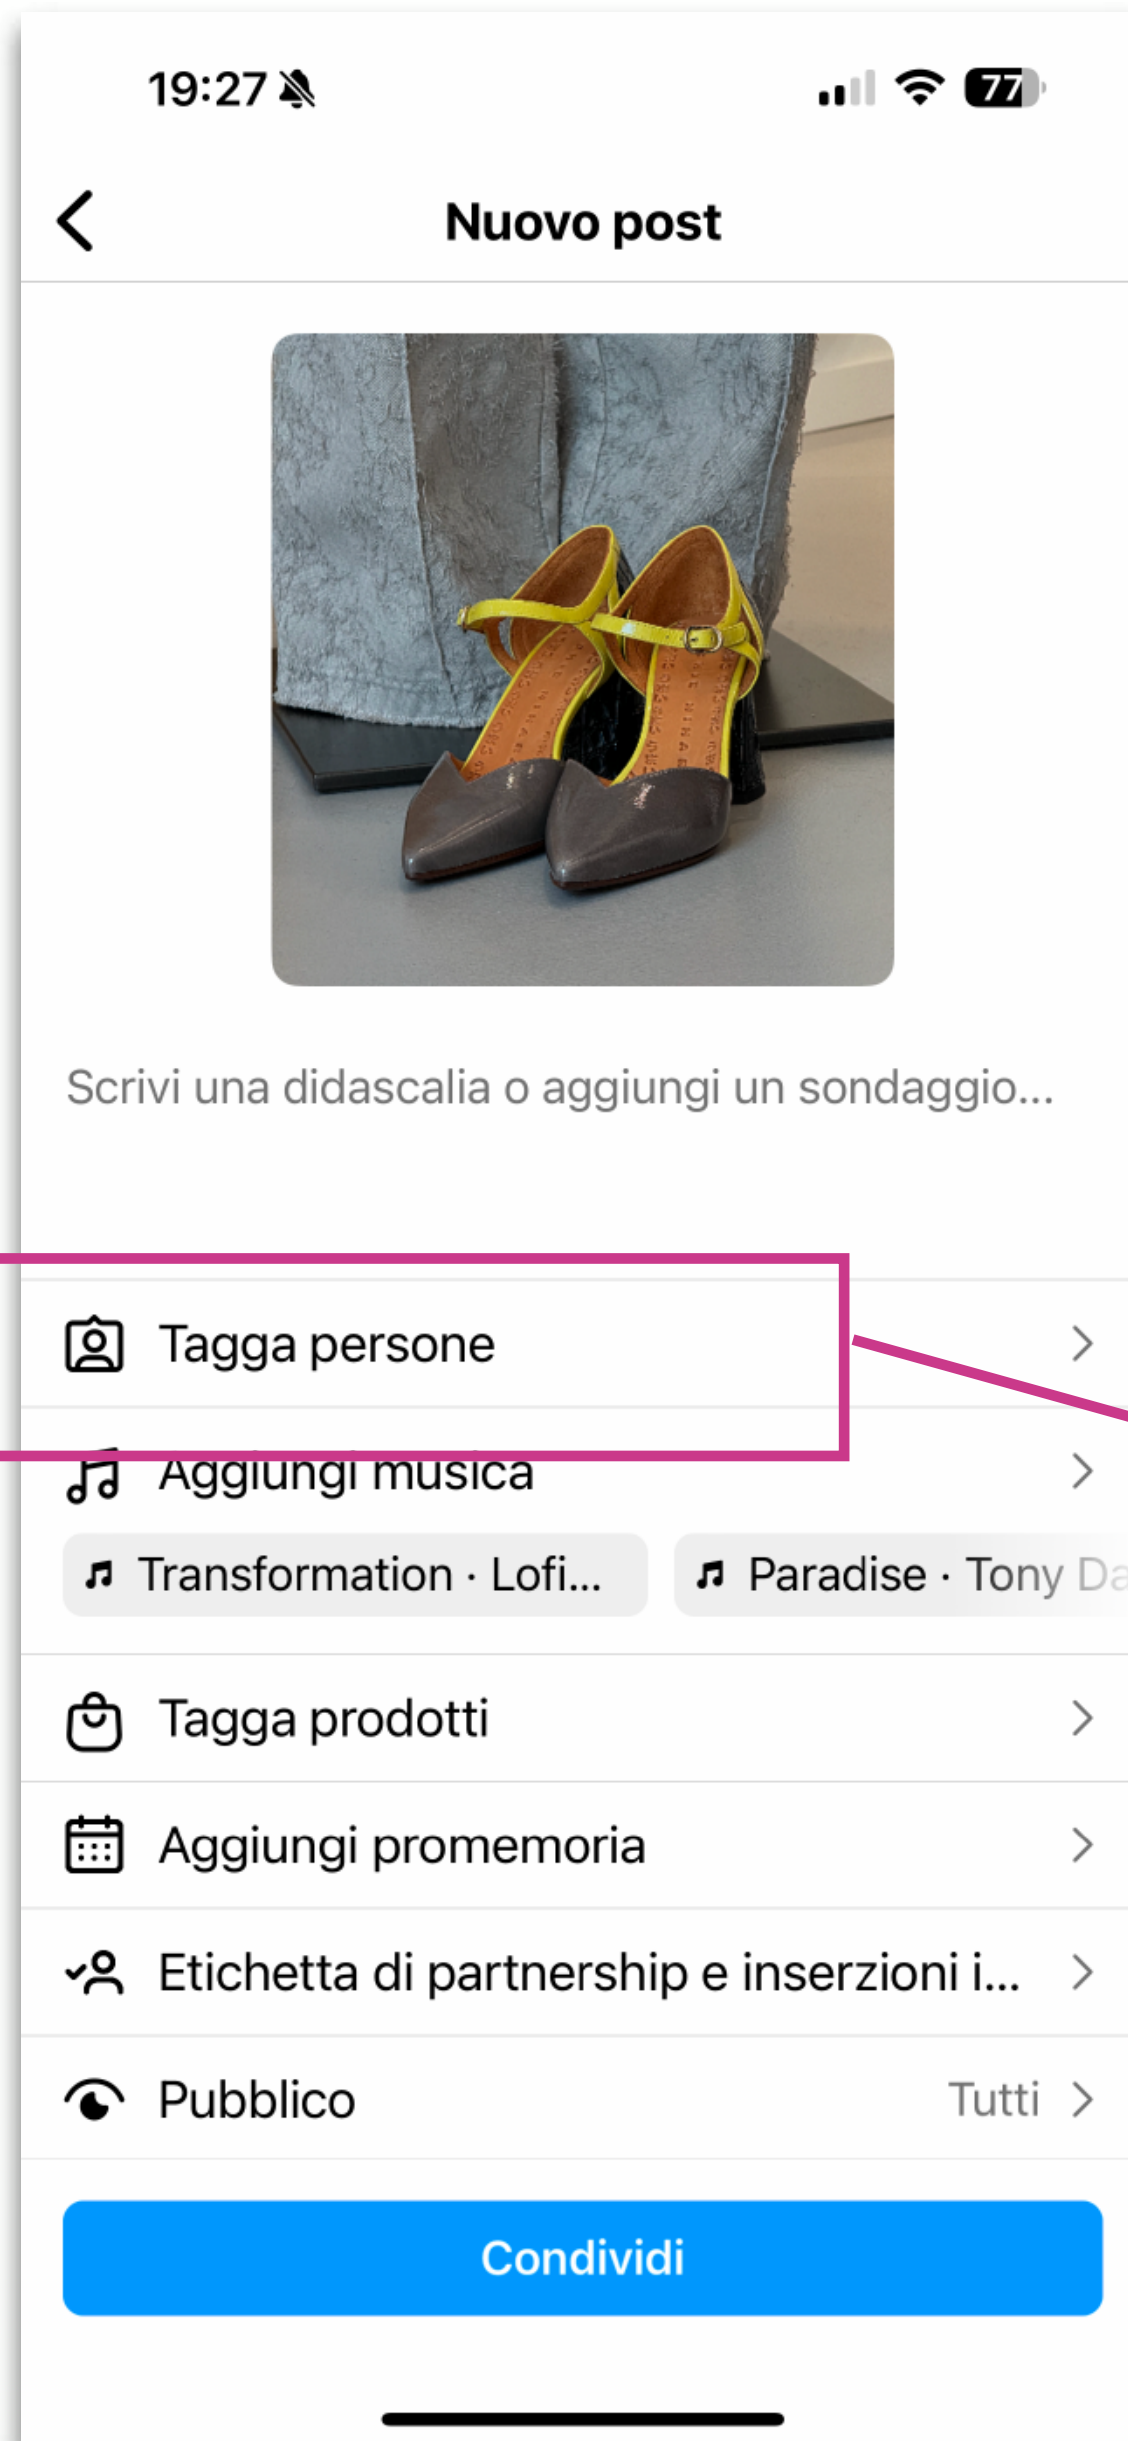 19:27
77
Nuovo post
Scrivi una didascalia o aggiungi un sondaggio...
Tagga persone
Aggiungi musica
Transformation · Lofi...
Paradise · Tony Da
Tagga prodotti
Aggiungi promemoria
Etichetta di partnership e inserzioni i...
Pubblico
Tutti
Condividi